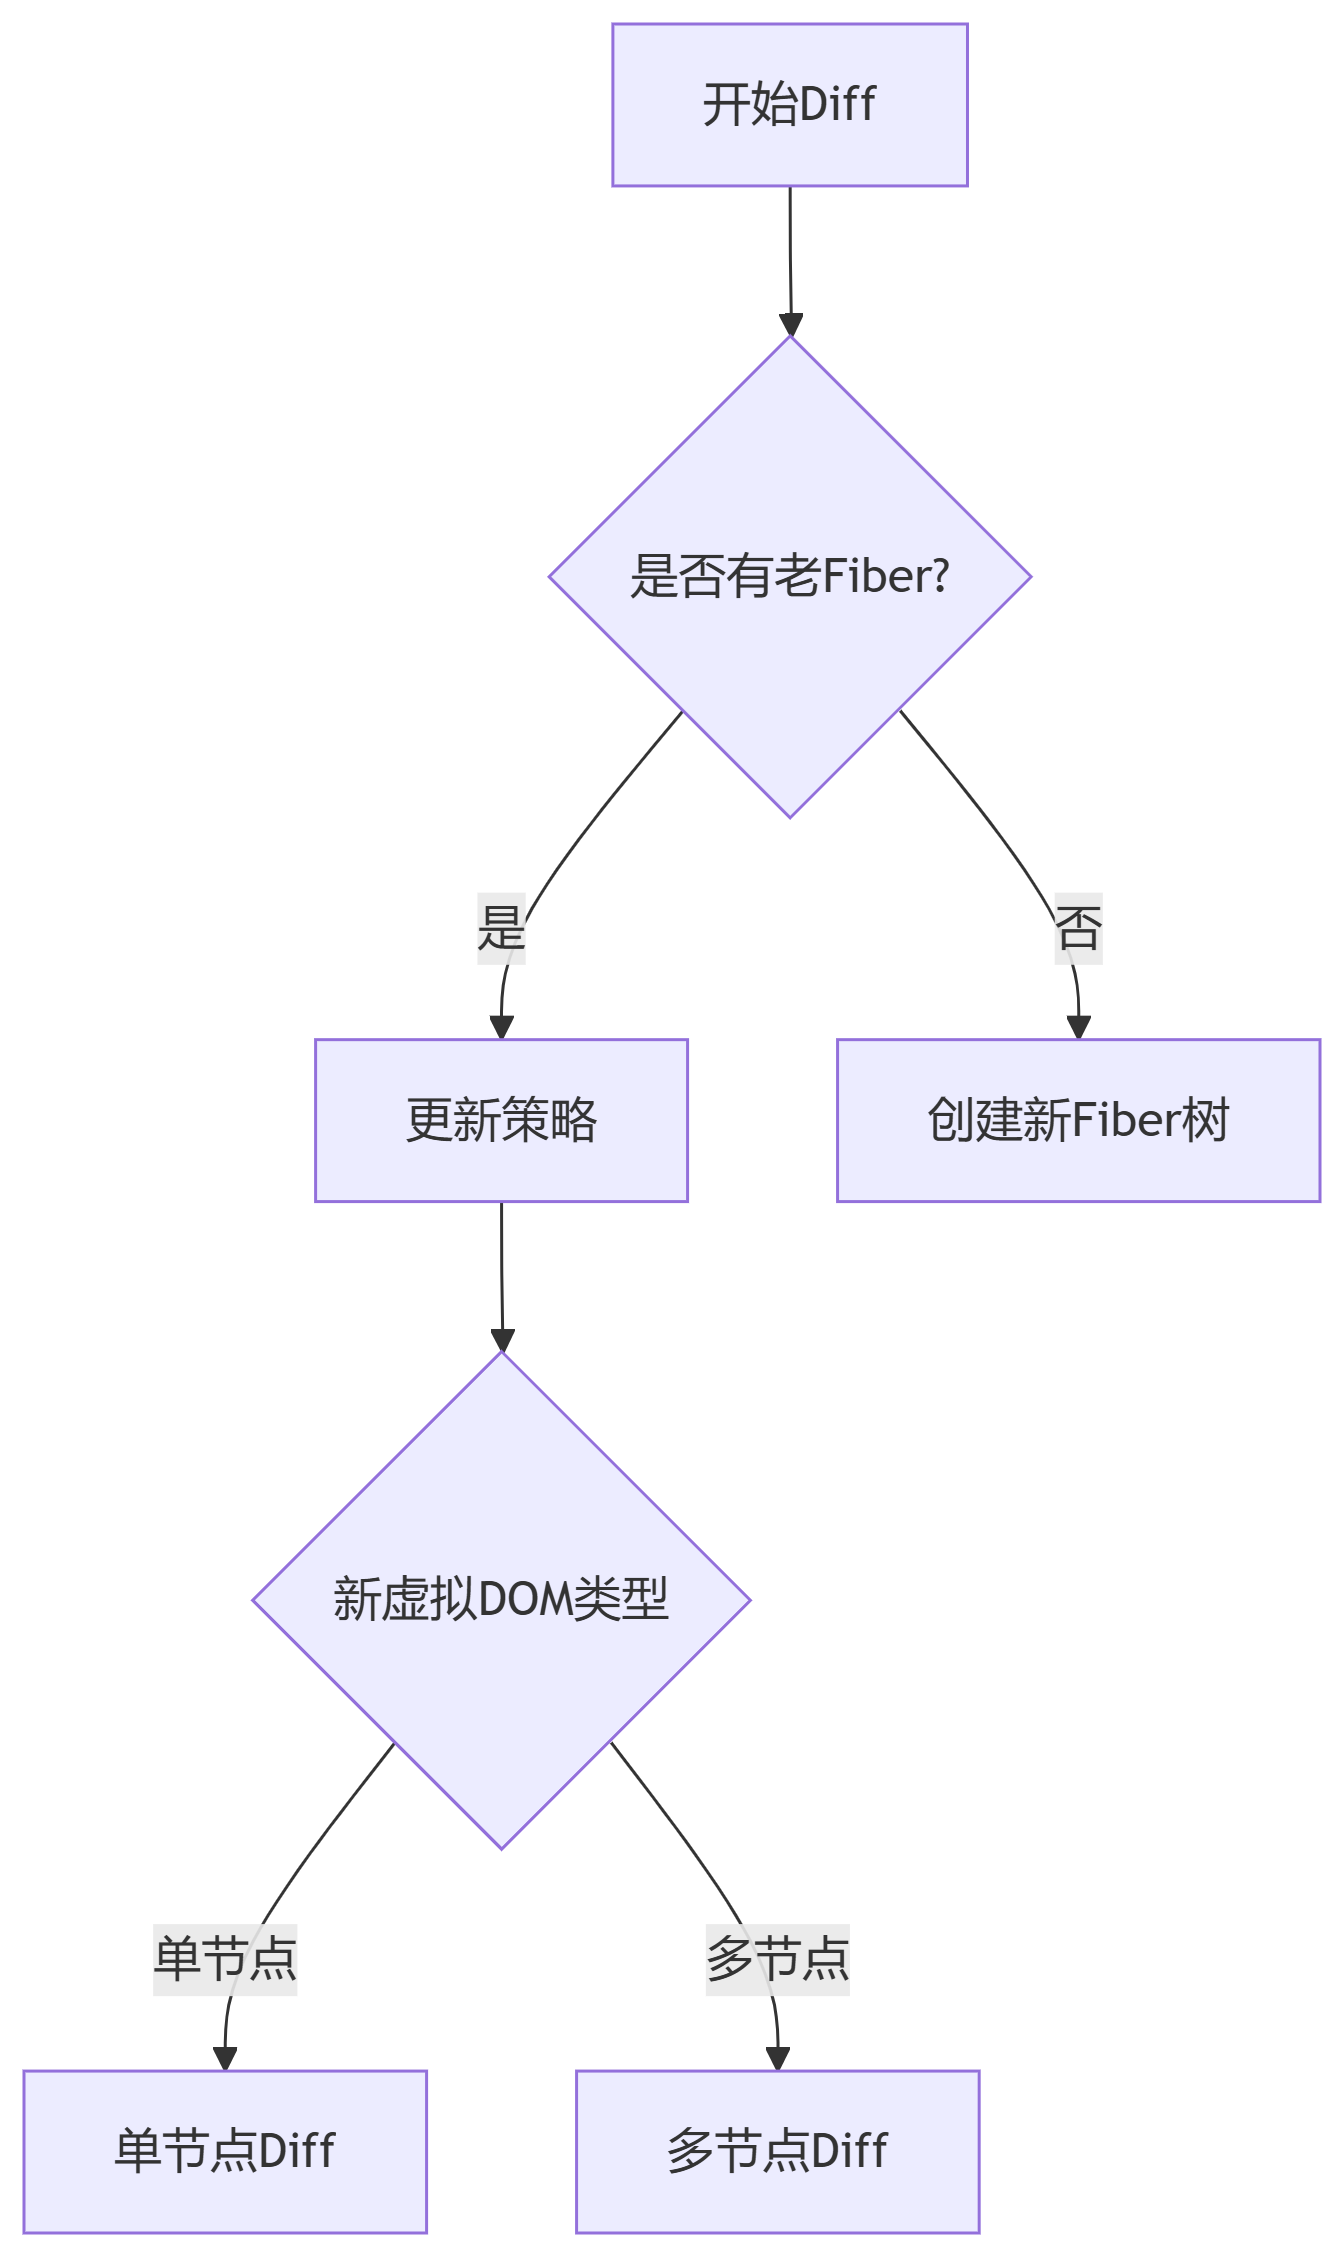 开始Diff
是否有老Fiber?
是
否
更新策略
创建新Fiber树
新虚拟DOM类型
单节点
多节点
单节点Diff
多节点Diff